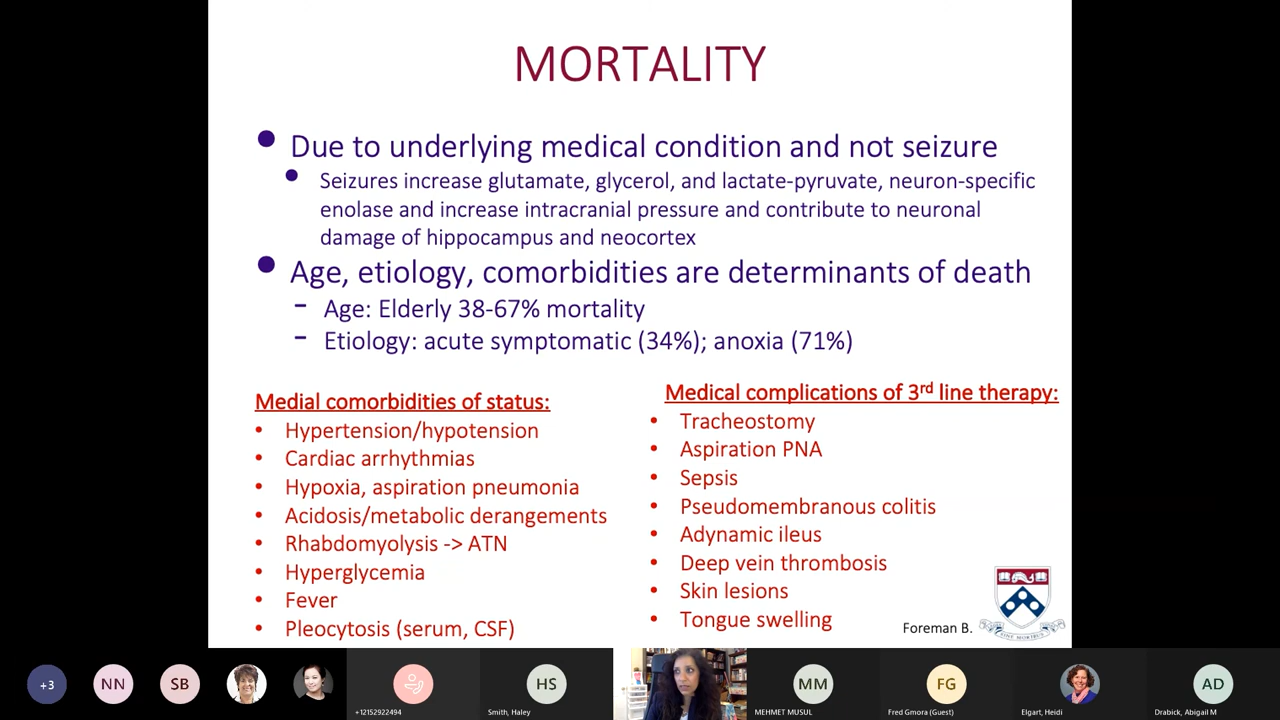 MORTALITY
• Due to underlying medical condition and not seizure
• Seizures increase glutamate, glycerol, and lactate-pyruvate, neuron-specific
enolase and increase intracranial pressure and contribute to neuronal
damage of hippocampus and neocortex
• Age, etiology, comorbidities are determinants of death
– Age: Elderly 38-67% mortality
– Etiology: acute symptomatic (34%); anoxia (71%)
Medial comorbidities of status:
• Hypertension/hypotension
• Cardiac arrhythmias
• Hypoxia, aspiration pneumonia
• Acidosis/metabolic derangements
• Rhabdomyolysis -> ATN
• Hyperglycemia
• Fever
• Pleocytosis (serum, CSF)
Medical complications of 3rd line therapy:
• Tracheostomy
• Aspiration PNA
• Sepsis
• Pseudomembranous colitis
• Adynamic ileus
• Deep vein thrombosis
• Skin lesions
• Tongue swelling
Foreman B.
+3
NN
SB
+12152922494
HS
Smith, Haley
MM
MEHMET MUSUL
FG
Fred Gmora (Guest)
Elgart, Heidi
AD
Drabick, Abigail M